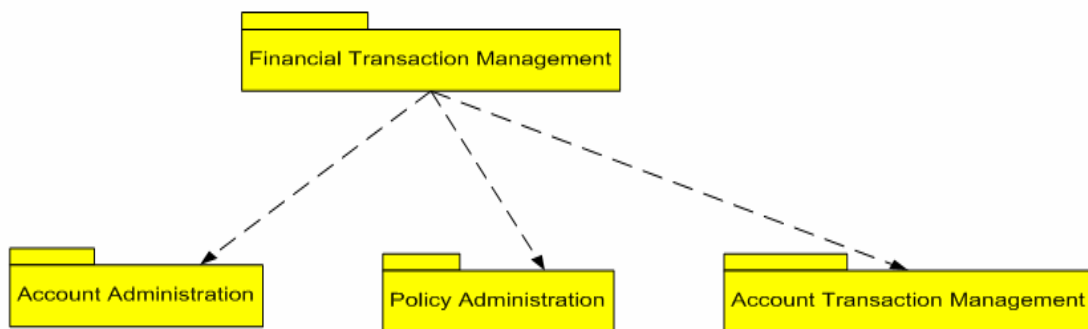 Financial Transaction Management
Account Administration
Policy Administration
Account Transaction Management